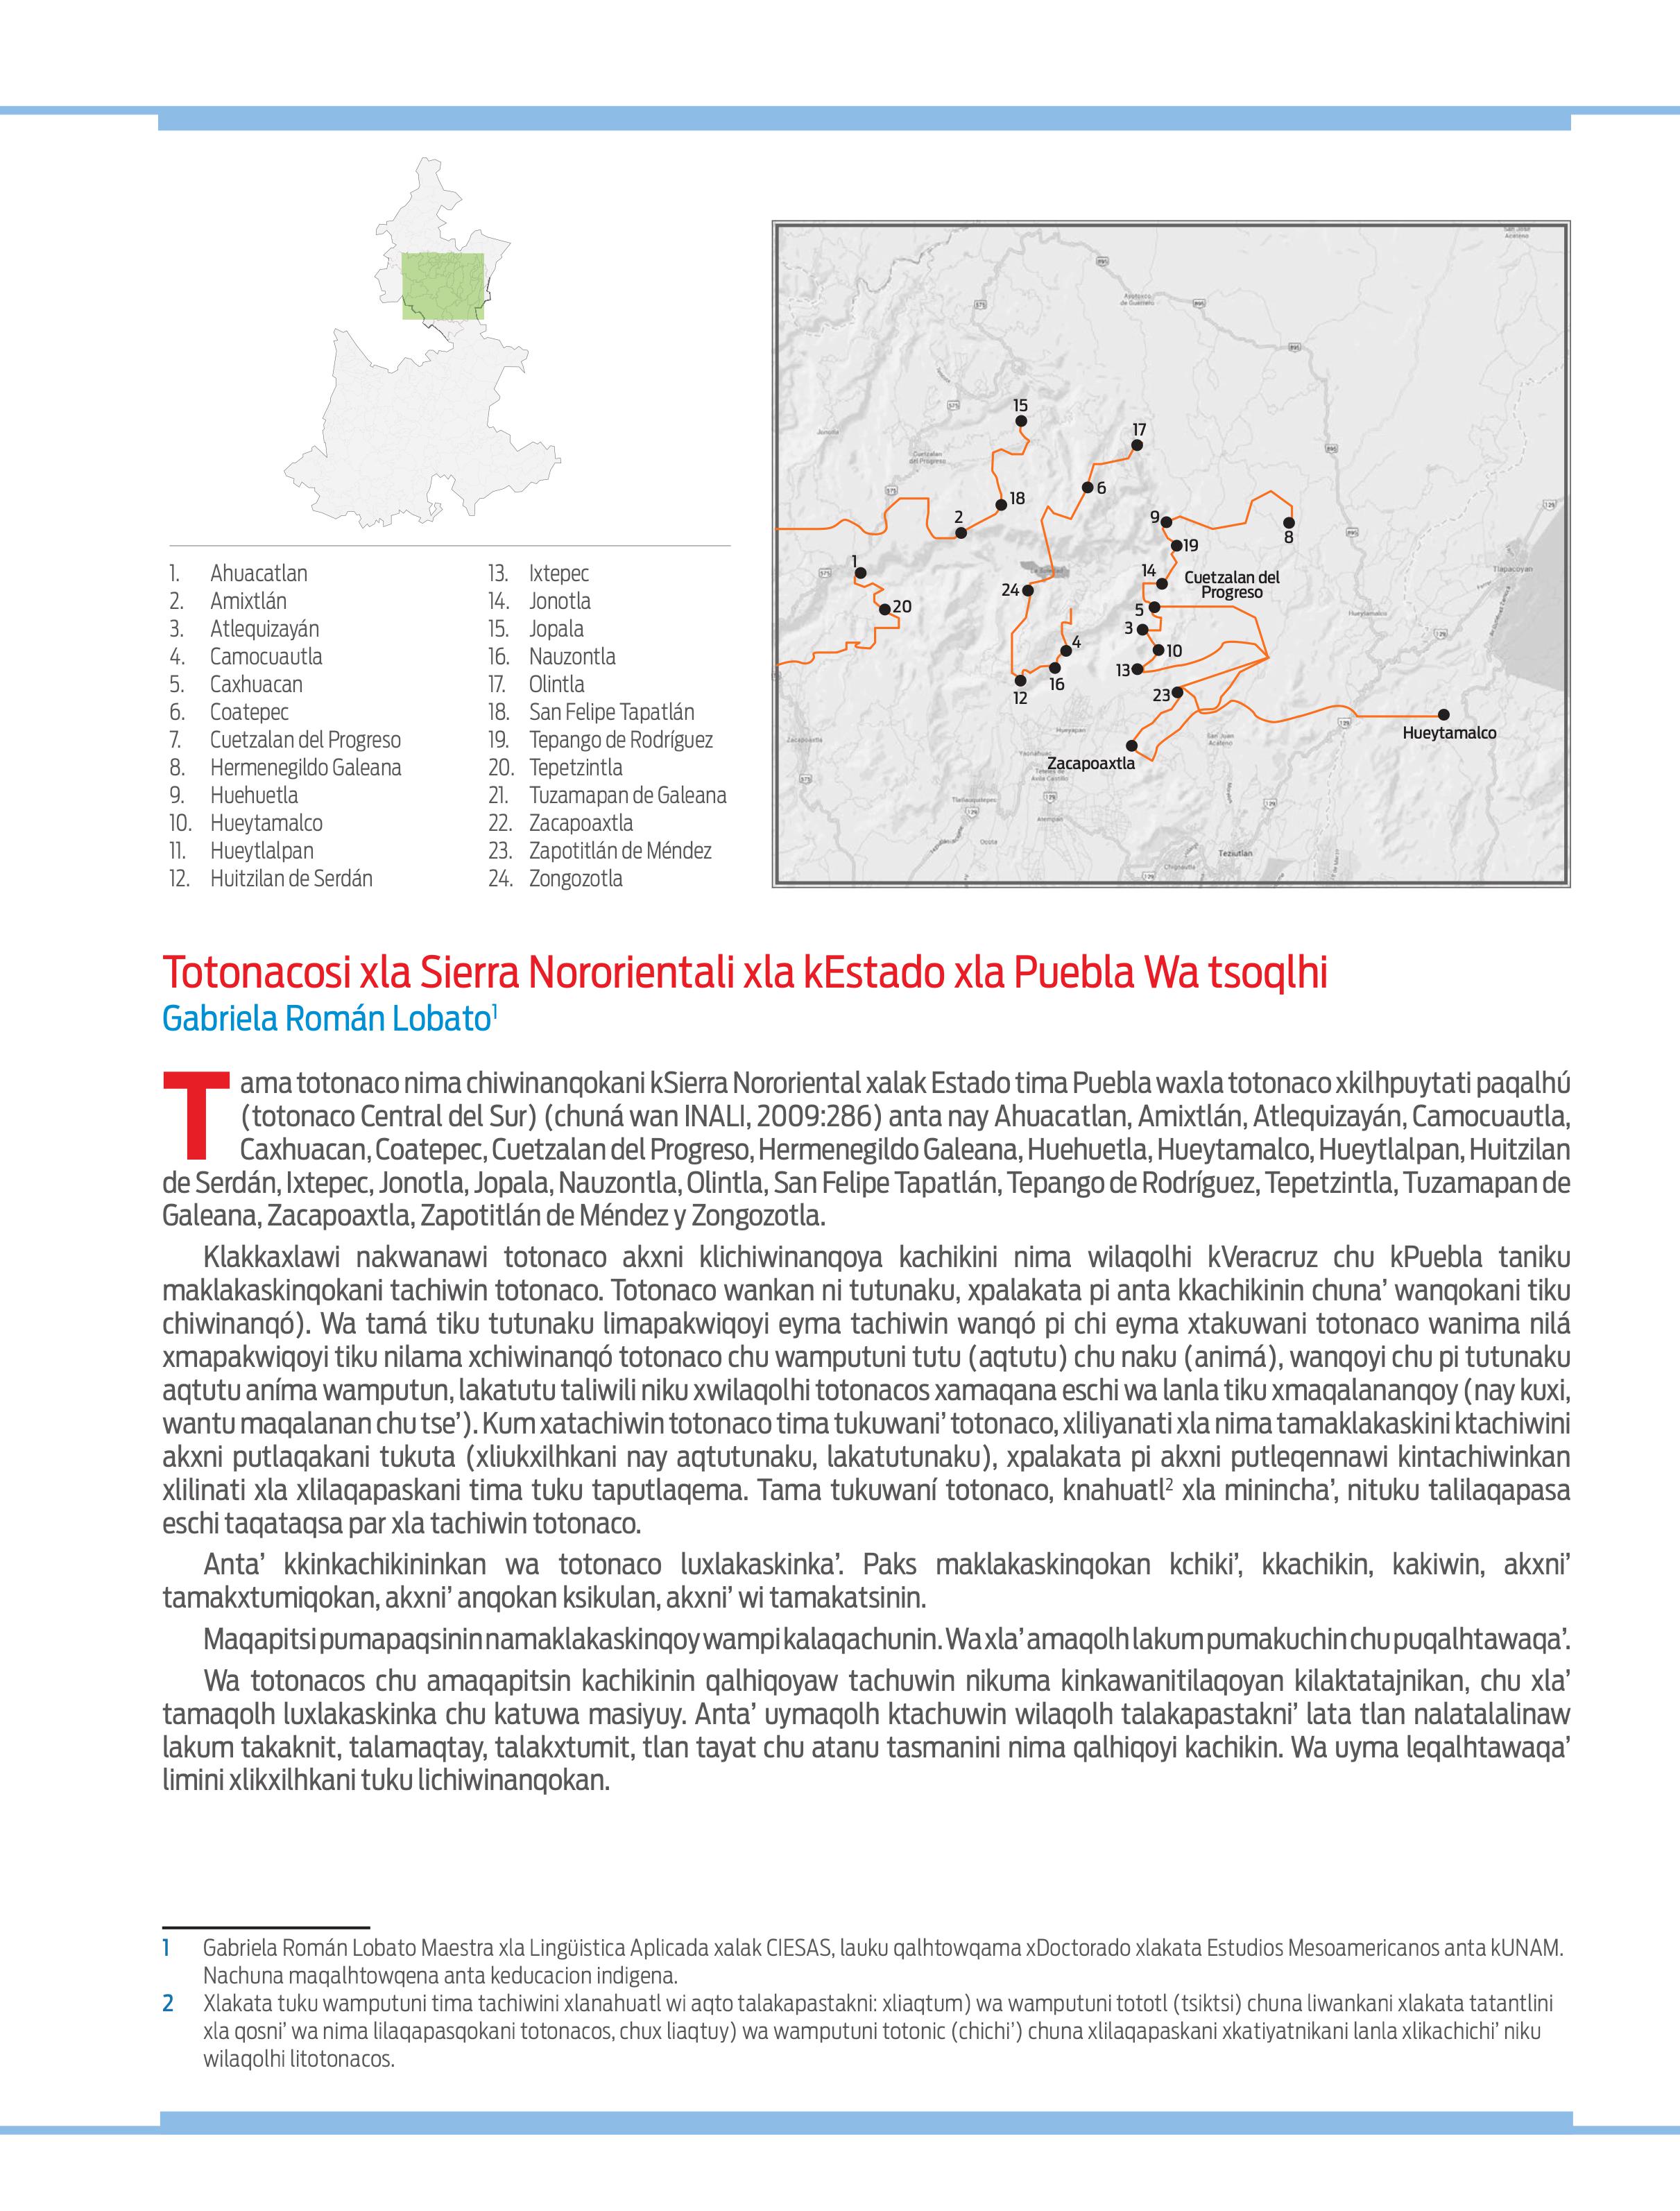 1. Ahuacatlan
2. Amixtlán
3. Atlequizayán
4. Camocuautla
5. Caxhuacan
6. Coatepec
7. Cuetzalan del Progreso
8. Hermenegildo Galeana
9. Huehuetla
10. Hueytamalco
11. Hueytlalpan
12. Huitzilan de Serdán
13. Ixtepec
14. Jonotla
15. Jopala
16. Nauzontla
17. Olintla
18. San Felipe Tapatlán
19. Tepango de Rodríguez
20. Tepetzintla
21. Tuzamapan de Galeana
22. Zacapoaxtla
23. Zapotitlán de Méndez
24. Zongozotla
15
17
6
18
2
9
8
19
1
14
Cuetzalan del
Progreso
24
20
5
3
4
10
13
16
12
23
Hueytamalco
Zacapoaxtla
Teziutlan
Totonacosi xla Sierra Nororientali xla kEstado xla Puebla Wa tsoqlhi
Gabriela Román Lobato1
Tama totonaco nima chiwinanqokani kSierra Nororiental xalak Estado tima Puebla waxla totonaco xkilhpuytati paqalhú
(totonaco Central del Sur) (chuná wan INALI, 2009:286) anta nay Ahuacatlan, Amixtlán, Atlequizayán, Camocuautla,
Caxhuacan, Coatepec, Cuetzalan del Progreso, Hermenegildo Galeana, Huehuetla, Hueytamalco, Hueytlalpan, Huitzilan
de Serdán, Ixtepec, Jonotla, Jopala, Nauzontla, Olintla, San Felipe Tapatlán, Tepango de Rodríguez, Tepetzintla, Tuzamapan de
Galeana, Zacapoaxtla, Zapotitlán de Méndez y Zongozotla.
Klakkaxlawi nakwanawi totonaco akxni klichiwinanqoya kachikini nima wilaqolhi kVeracruz chu kPuebla taniku
maklakaskinqokani tachiwin totonaco. Totonaco wankan ni tutunaku, xpalakata pi anta kkachikinin chuna’ wanqokani tiku
chiwinanqó). Wa tamá tiku tutunaku limapakwiqoyi eyma tachiwin wanqó pi chi eyma xtakuwani totonaco wanima nilá
xmapakwiqoyi tiku nilama xchiwinanqó totonaco chu wamputuni tutu (aqtutu) chu naku (animá), wanqoyi chu pi tutunaku
aqtutu aníma wamputun, lakatutu taliwili niku xwilaqolhi totonacos xamaqana eschi wa lanla tiku xmaqalananqoy (nay kuxi,
wantu maqalanan chu tse’). Kum xatachiwin totonaco tima tukuwani’ totonaco, xliliyanati xla nima tamaklakaskini ktachiwini
akxni putlaqakani tukuta (xliukxilhkani nay aqtutunaku, lakatutunaku), xpalakata pi akxni putleqennawi kintachiwinkan
xlilinati xla xlilaqapaskani tima tuku taputlaqema. Tama tukuwaní totonaco, knahuatl2 xla minincha’, nituku talilaqapasa
eschi taqataqsa par xla tachiwin totonaco.
Anta’ kkinkachikininkan wa totonaco luxlakaskinka’. Paks maklakaskinqokan kchiki’, kkachikin, kakiwin, akxni’
tamakxtumiqokan, akxni’ anqokan ksikulan, akxni’ wi tamakatsinin.
Maqapitsi pumapaqsinin namaklakaskinqoy wampi kalaqachunin. Wa xla’ amaqolh lakum pumakuchin chu puqalhtawaqa’.
Wa totonacos chu amaqapitsin kachikinin qalhiqoyaw tachuwin nikuma kinkawanitilaqoyan kilaktatajnikan, chu xla’
tamaqolh luxlakaskinka chu katuwa masiyuy. Anta’ uymaqolh ktachuwin wilaqolh talakapastakni’ lata tlan nalatalalinaw
lakum takaknit, talamaqtay, talakxtumit, tlan tayat chu atanu tasmanini nima qalhiqoyi kachikin. Wa uyma leqalhtawaqa’
limini xlikxilhkani tuku lichiwinanqokan.
1 Gabriela Román Lobato Maestra xla Lingüistica Aplicada xalak CIESAS, lauku qalhtowqama xDoctorado xlakata Estudios Mesoamericanos anta kUNAM.
Nachuna maqalhtowqena anta keducacion indigena.
2 Xlakata tuku wamputuni tima tachiwini xlanahuatl wi aqto talakapastakni: xliaqtum) wa wamputuni tototl (tsiktsi) chuna liwankani xlakata tatantlini
xla qosni’ wa nima lilaqapasqokani totonacos, chux liaqtuy) wa wamputuni totonic (chichi’) chuna xlilaqapaskani xkatiyatnikani lanla xlikachichi’ niku
wilaqolhi litotonacos.